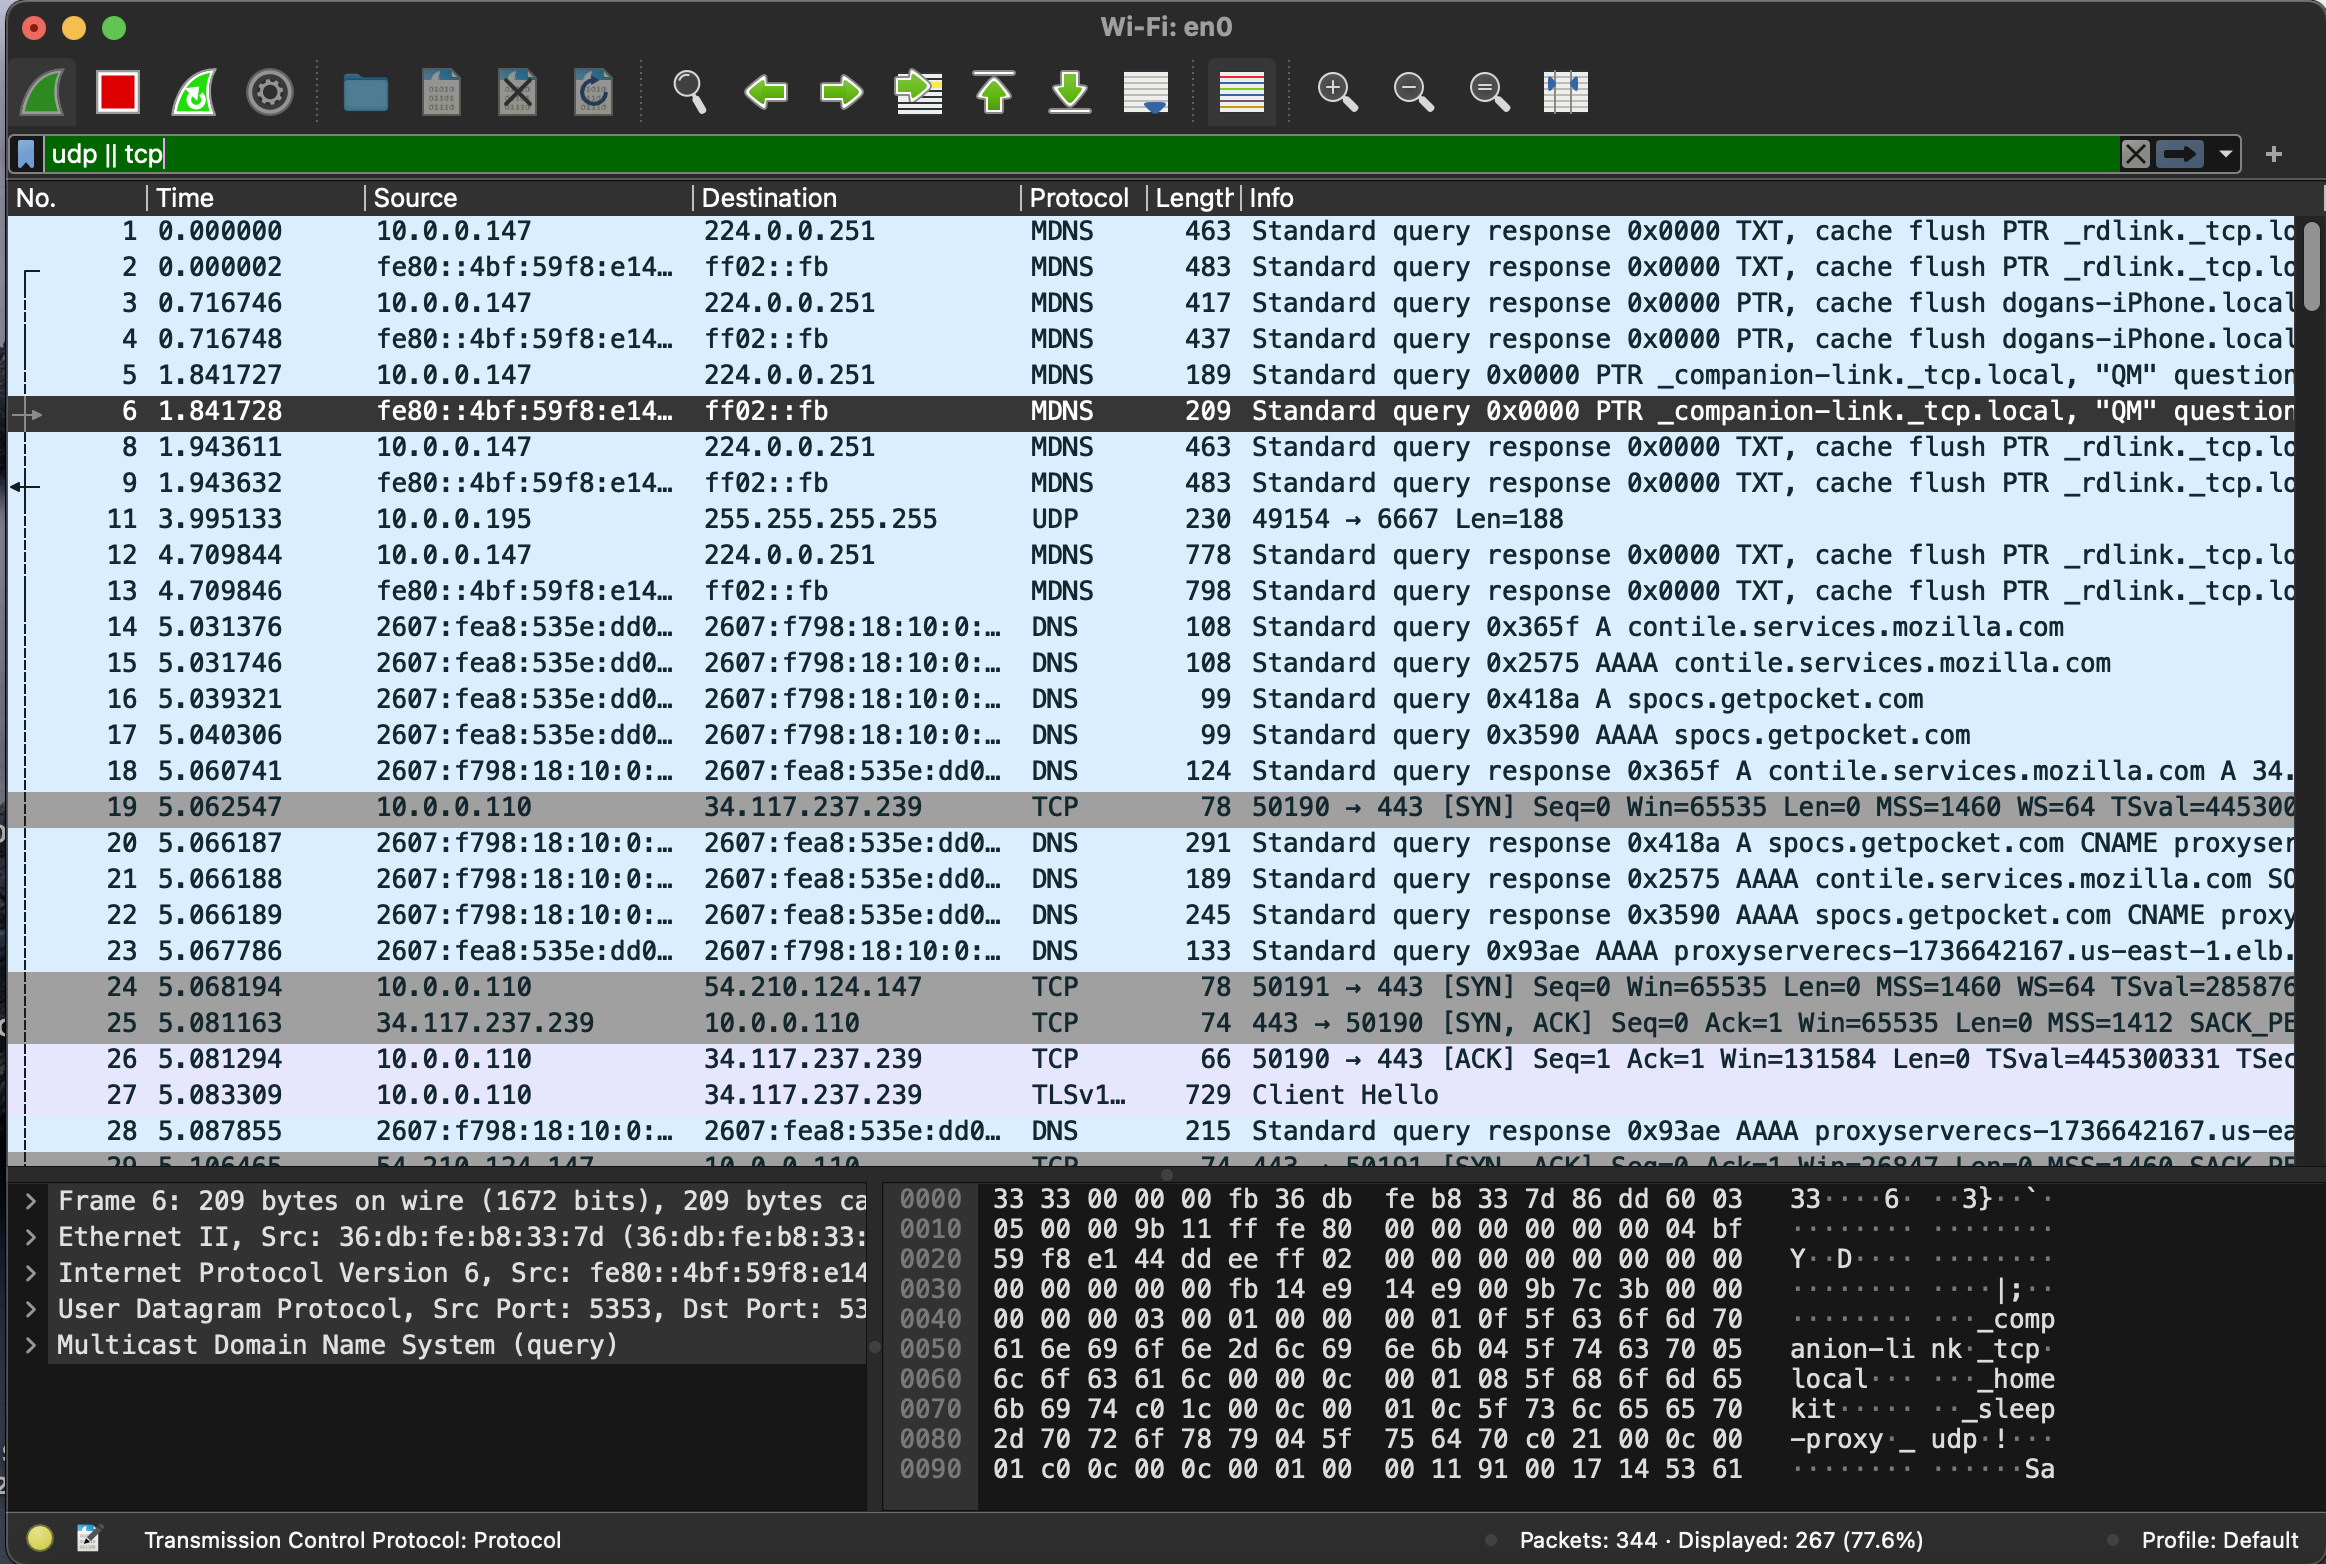 Wi-Fi: en0
udp || tcp
No. Time Source Destination Protocol Length Info
1 0.000000 10.0.0.147 224.0.0.251 MDNS 463 Standard query response 0x0000 TXT, cache flush PTR _rdlink._tcp.lo
2 0.000002 fe80::4bf:59f8:e14… ff02::fb MDNS 483 Standard query response 0x0000 TXT, cache flush PTR _rdlink._tcp.lo
3 0.716746 10.0.0.147 224.0.0.251 MDNS 417 Standard query response 0x0000 PTR, cache flush dogans-iPhone.local
4 0.716748 fe80::4bf:59f8:e14… ff02::fb MDNS 437 Standard query response 0x0000 PTR, cache flush dogans-iPhone.local
5 1.841727 10.0.0.147 224.0.0.251 MDNS 189 Standard query 0x0000 PTR _companion-link._tcp.local, "QM" question
6 1.841728 fe80::4bf:59f8:e14… ff02::fb MDNS 209 Standard query 0x0000 PTR _companion-link._tcp.local, "QM" question
8 1.943611 10.0.0.147 224.0.0.251 MDNS 463 Standard query response 0x0000 TXT, cache flush PTR _rdlink._tcp.lo
9 1.943632 fe80::4bf:59f8:e14… ff02::fb MDNS 483 Standard query response 0x0000 TXT, cache flush PTR _rdlink._tcp.lo
11 3.995133 10.0.0.195 255.255.255.255 UDP 230 49154 → 6667 Len=188
12 4.709844 10.0.0.147 224.0.0.251 MDNS 778 Standard query response 0x0000 TXT, cache flush PTR _rdlink._tcp.lo
13 4.709846 fe80::4bf:59f8:e14… ff02::fb MDNS 798 Standard query response 0x0000 TXT, cache flush PTR _rdlink._tcp.lo
14 5.031376 2607:fea8:535e:dd0… 2607:f798:18:10:0:… DNS 108 Standard query 0x365f A contile.services.mozilla.com
15 5.031746 2607:fea8:535e:dd0… 2607:f798:18:10:0:… DNS 108 Standard query 0x2575 AAAA contile.services.mozilla.com
16 5.039321 2607:fea8:535e:dd0… 2607:f798:18:10:0:… DNS 99 Standard query 0x418a A spocs.getpocket.com
17 5.040306 2607:fea8:535e:dd0… 2607:f798:18:10:0:… DNS 99 Standard query 0x3590 AAAA spocs.getpocket.com
18 5.060741 2607:f798:18:10:0:… 2607:fea8:535e:dd0… DNS 124 Standard query response 0x365f A contile.services.mozilla.com A 34.
19 5.062547 10.0.0.110 34.117.237.239 TCP 78 50190 → 443 [SYN] Seq=0 Win=65535 Len=0 MSS=1460 WS=64 TSval=445300
20 5.066187 2607:f798:18:10:0:… 2607:fea8:535e:dd0… DNS 291 Standard query response 0x418a A spocs.getpocket.com CNAME proxyser
21 5.066188 2607:f798:18:10:0:… 2607:fea8:535e:dd0… DNS 189 Standard query response 0x2575 AAAA contile.services.mozilla.com SO
22 5.066189 2607:f798:18:10:0:… 2607:fea8:535e:dd0… DNS 245 Standard query response 0x3590 AAAA spocs.getpocket.com CNAME proxy
23 5.067786 2607:fea8:535e:dd0… 2607:f798:18:10:0:… DNS 133 Standard query 0x93ae AAAA proxyserverecs-1736642167.us-east-1.elb.
24 5.068194 10.0.0.110 54.210.124.147 TCP 78 50191 → 443 [SYN] Seq=0 Win=65535 Len=0 MSS=1460 WS=64 TSval=285876
25 5.081163 34.117.237.239 10.0.0.110 TCP 74 443 → 50190 [SYN, ACK] Seq=0 Ack=1 Win=65535 Len=0 MSS=1412 SACK_PE
26 5.081294 10.0.0.110 34.117.237.239 TCP 66 50190 → 443 [ACK] Seq=1 Ack=1 Win=131584 Len=0 TSval=445300331 TSec
27 5.083309 10.0.0.110 34.117.237.239 TLSv1… 729 Client Hello
28 5.087855 2607:f798:18:10:0:… 2607:fea8:535e:dd0… DNS 215 Standard query response 0x93ae AAAA proxyserverecs-1736642167.us-ea
29 5.106465 54.210.124.147 10.0.0.110 TCP 74 443 → 50191 [SYN, ACK] Seq=0 Ack=1 Win=26847 Len=0 MSS=1460 SACK_PE
Frame 6: 209 bytes on wire (1672 bits), 209 bytes ca
Ethernet II, Src: 36:db:fe:b8:33:7d (36:db:fe:b8:33:
Internet Protocol Version 6, Src: fe80::4bf:59f8:e14
User Datagram Protocol, Src Port: 5353, Dst Port: 53
Multicast Domain Name System (query)
0000 33 33 00 00 00 fb 36 db fe b8 33 7d 86 dd 60 03 33····6· ··3}··`·
0010 05 00 00 9b 11 ff fe 80 00 00 00 00 00 00 04 bf ········ ········
0020 59 f8 e1 44 dd ee ff 02 00 00 00 00 00 00 00 00 Y··D···· ········
0030 00 00 00 00 00 fb 14 e9 14 e9 00 9b 7c 3b 00 00 ········ ····|;··
0040 00 00 00 03 00 01 00 00 00 01 0f 5f 63 6f 6d 70 ········ ···_comp
0050 61 6e 69 6f 6e 2d 6c 69 6e 6b 04 5f 74 63 70 05 anion-li nk·_tcp·
0060 6c 6f 63 61 6c 00 00 0c 00 01 08 5f 68 6f 6d 65 local··· ···_home
0070 6b 69 74 c0 1c 00 0c 00 01 0c 5f 73 6c 65 65 70 kit····· ··_sleep
0080 2d 70 72 6f 78 79 04 5f 75 64 70 c0 21 00 0c 00 -proxy·_ udp·!···
0090 01 c0 0c 00 0c 00 01 00 00 11 91 00 17 14 53 61 ········ ······Sa
Transmission Control Protocol: Protocol Packets: 344 · Displayed: 267 (77.6%) Profile: Default